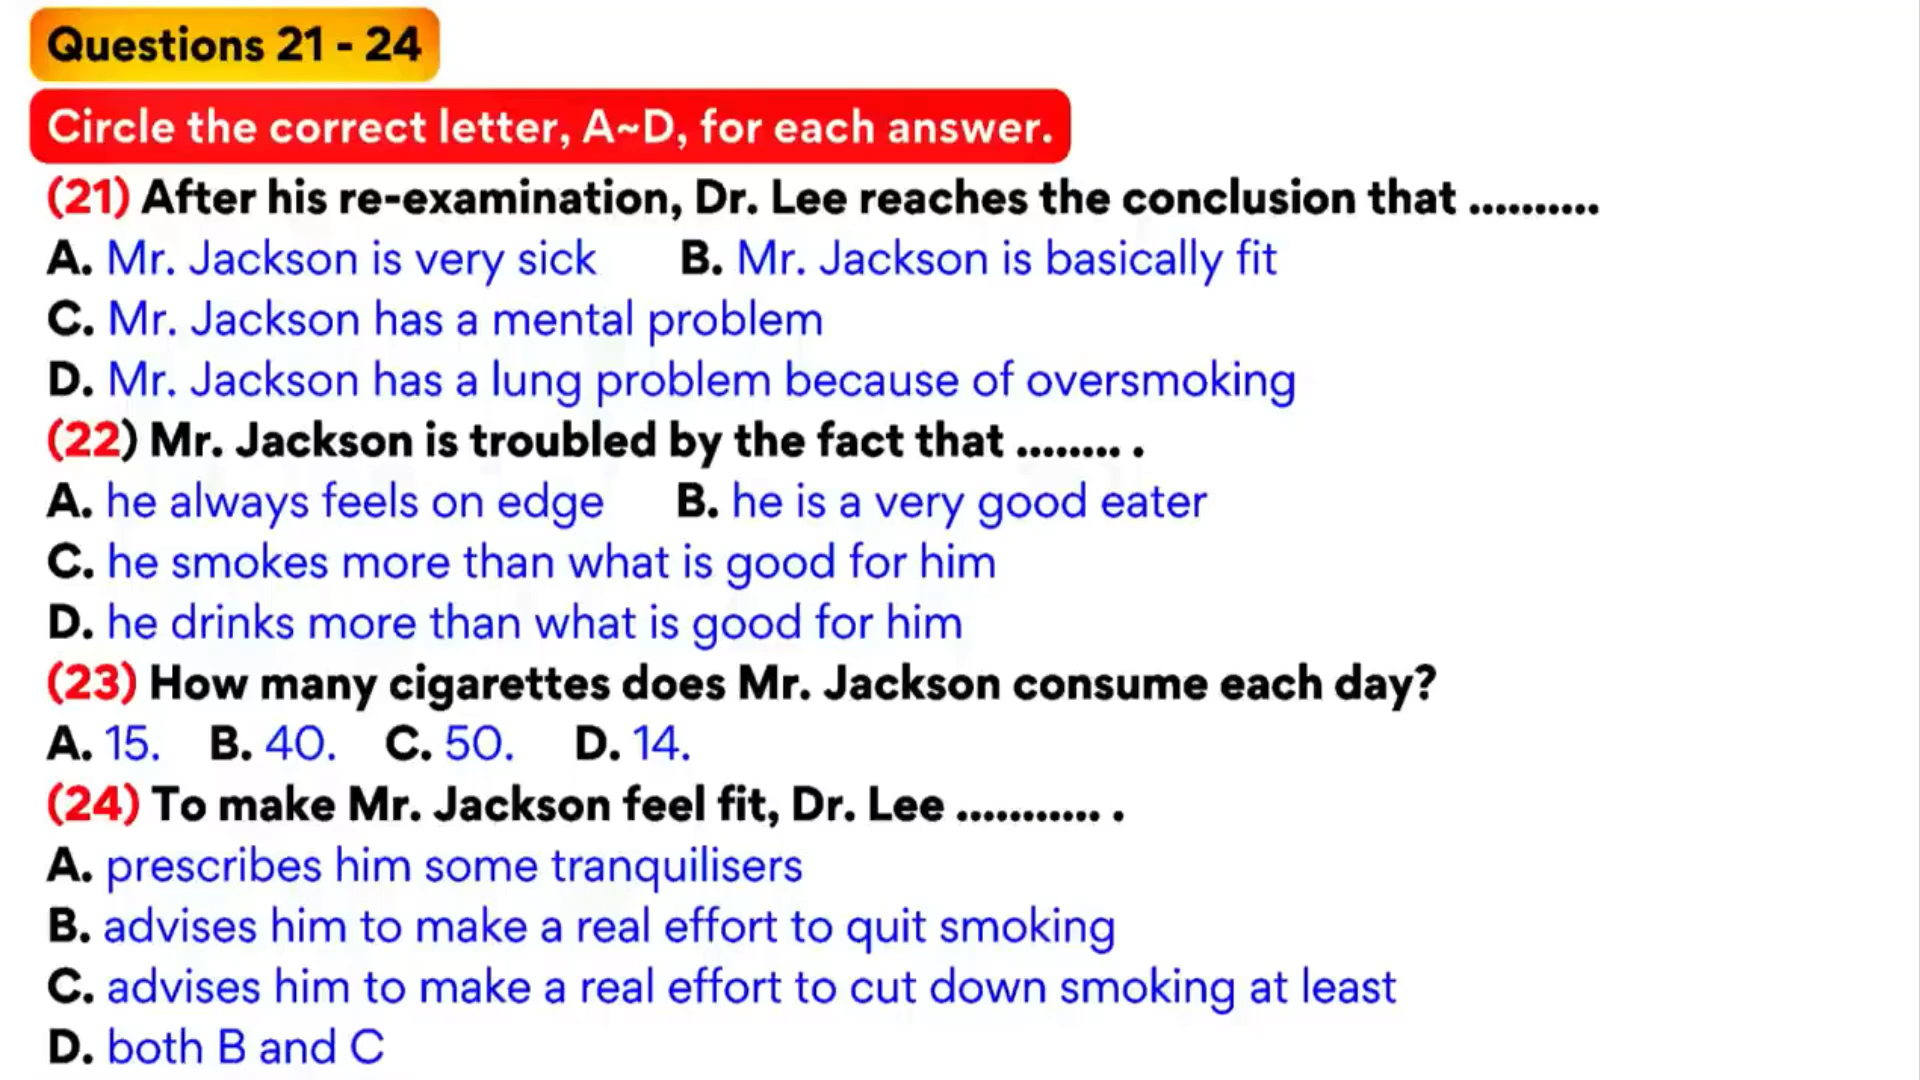 Questions 21 - 24
Circle the correct letter, A~D, for each answer.
(21) After his re-examination, Dr. Lee reaches the conclusion that ..........
A. Mr. Jackson is very sick B. Mr. Jackson is basically fit
C. Mr. Jackson has a mental problem
D. Mr. Jackson has a lung problem because of oversmoking
(22) Mr. Jackson is troubled by the fact that ........ .
A. he always feels on edge B. he is a very good eater
C. he smokes more than what is good for him
D. he drinks more than what is good for him
(23) How many cigarettes does Mr. Jackson consume each day?
A. 15. B. 40. C. 50. D. 14.
(24) To make Mr. Jackson feel fit, Dr. Lee ........... .
A. prescribes him some tranquilisers
B. advises him to make a real effort to quit smoking
C. advises him to make a real effort to cut down smoking at least
D. both B and C